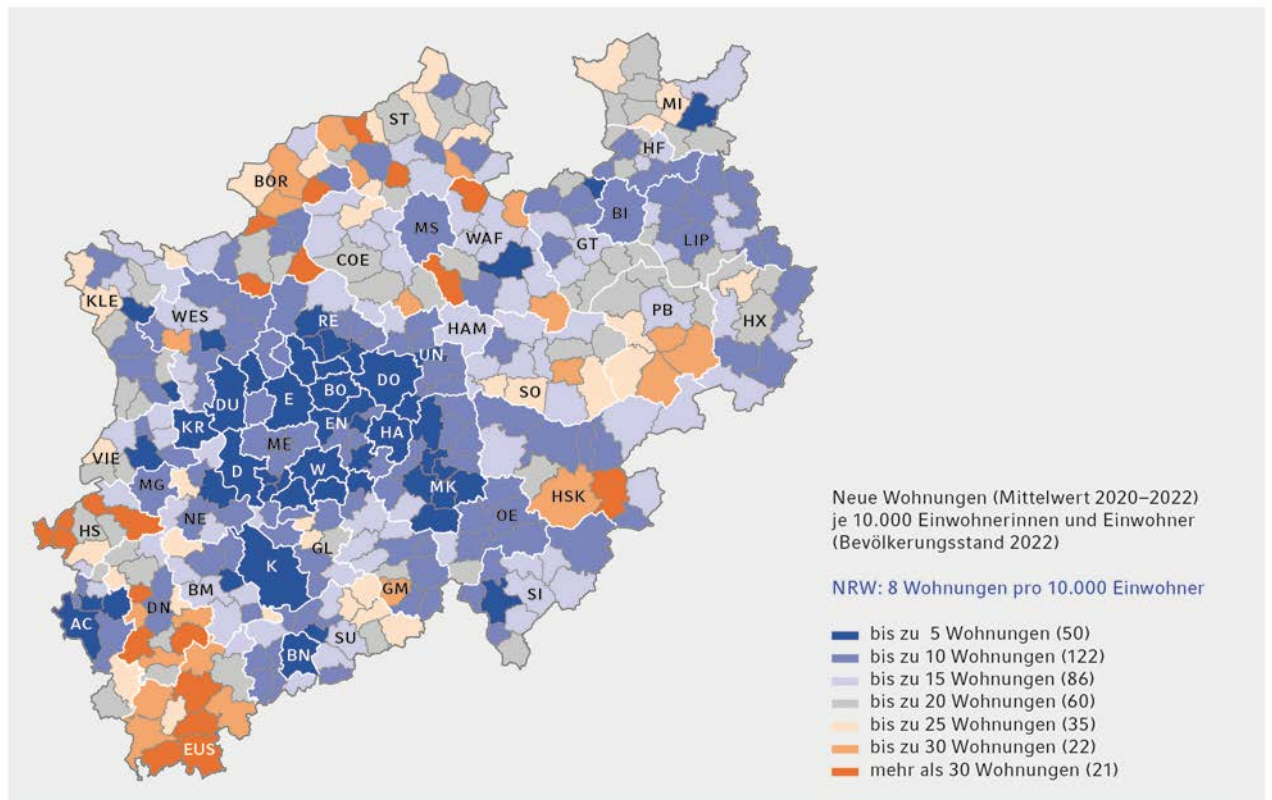 ST
MI
HF
BOR
BI
MS
WAF
GT
LIP
COE
KLE
WES
PB
HX
RE
HAM
UN
DO
BO
SO
DU
E
KR
EN
HA
ME
VIE
D
W
MG
MK
HSK
NE
OE
HS
GL
K
GM
BM
SI
DN
AC
SU
BN
EUS
Neue Wohnungen (Mittelwert 2020–2022)
je 10.000 Einwohnerinnen und Einwohner
(Bevölkerungsstand 2022)
NRW: 8 Wohnungen pro 10.000 Einwohner
bis zu 5 Wohnungen (50)
bis zu 10 Wohnungen (122)
bis zu 15 Wohnungen (86)
bis zu 20 Wohnungen (60)
bis zu 25 Wohnungen (35)
bis zu 30 Wohnungen (22)
mehr als 30 Wohnungen (21)